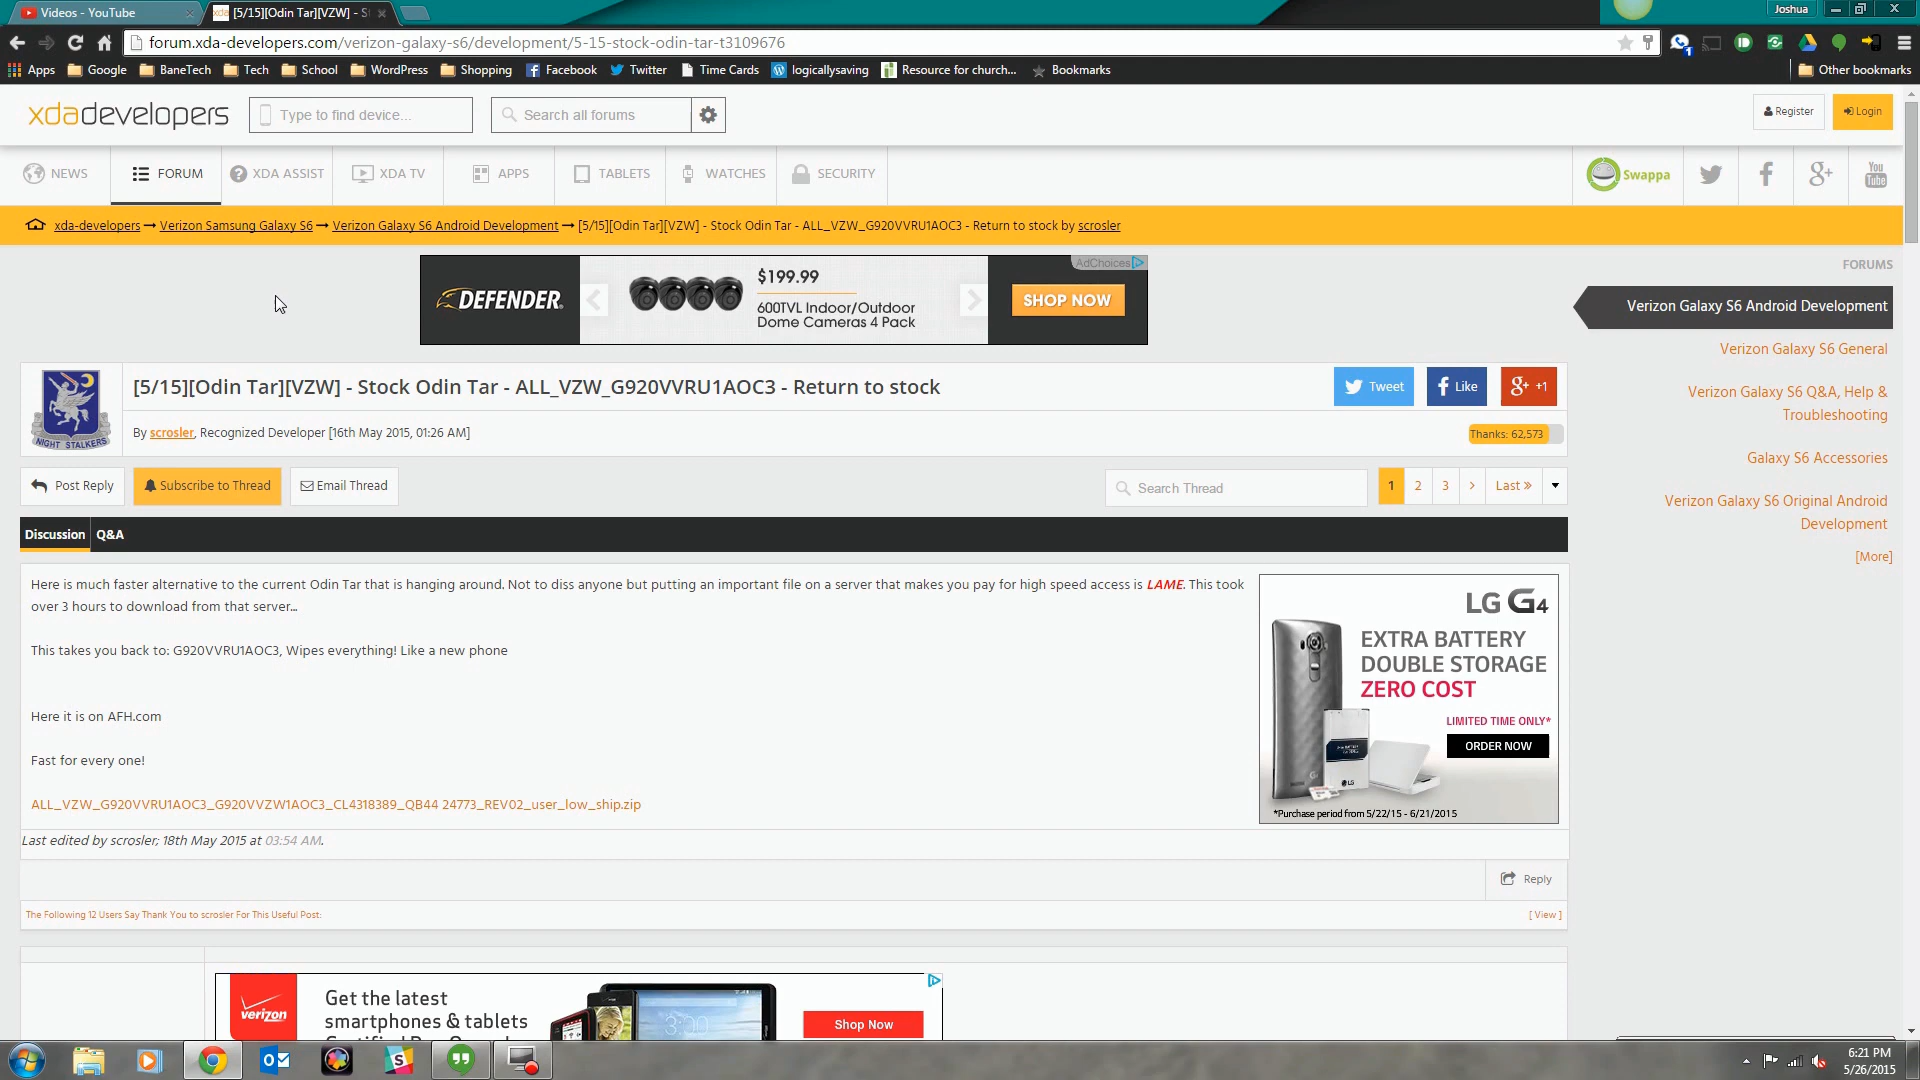 Videos - YouTube
[5/15][Odin Tar][VZW] - S
Joshua
forum.xda-developers.com/verizon-galaxy-s6/development/5-15-stock-odin-tar-t3109676
Apps Google BaneTech Tech School WordPress Shopping Facebook Twitter Time Cards logicallysaving Resource for church... Bookmarks Other bookmarks
xdadevelopers
Type to find device...
Search all forums
Register
Login
NEWS FORUM XDA ASSIST XDA TV APPS TABLETS WATCHES SECURITY Swappa You Tube
xda-developers → Verizon Samsung Galaxy S6 → Verizon Galaxy S6 Android Development → [5/15][Odin Tar][VZW] - Stock Odin Tar - ALL_VZW_G920VVRU1AOC3 - Return to stock by scrosler
DEFENDER
$199.99
600TVL Indoor/Outdoor
Dome Cameras 4 Pack
AdChoices
SHOP NOW
FORUMS
Verizon Galaxy S6 Android Development
Verizon Galaxy S6 General
Verizon Galaxy S6 Q&A, Help &
Troubleshooting
Galaxy S6 Accessories
Verizon Galaxy S6 Original Android
Development
[More]
[5/15][Odin Tar][VZW] - Stock Odin Tar - ALL_VZW_G920VVRU1AOC3 - Return to stock
Tweet
Like
+1
NIGHT STALKERS
By scrosler, Recognized Developer [16th May 2015, 01:26 AM]
Thanks: 62,573
Post Reply
Subscribe to Thread
Email Thread
Search Thread
1 2 3 > Last »
Discussion Q&A
Here is much faster alternative to the current Odin Tar that is hanging around. Not to diss anyone but putting an important file on a server that makes you pay for high speed access is LAME. This took
over 3 hours to download from that server...
This takes you back to: G920VVRU1AOC3, Wipes everything! Like a new phone
Here it is on AFH.com
Fast for every one!
ALL_VZW_G920VVRU1AOC3_G920VVZW1AOC3_CL4318389_QB44 24773_REV02_user_low_ship.zip
LG G4
EXTRA BATTERY
DOUBLE STORAGE
ZERO COST
LIMITED TIME ONLY*
ORDER NOW
LG
*Purchase period from 5/22/15 - 6/21/2015
Last edited by scrosler; 18th May 2015 at 03:54 AM.
Reply
The Following 12 Users Say Thank You to scrosler For This Useful Post:
[ View ]
verizon
Get the latest
smartphones & tablets
3:00
Shop Now
6:21 PM
5/26/2015